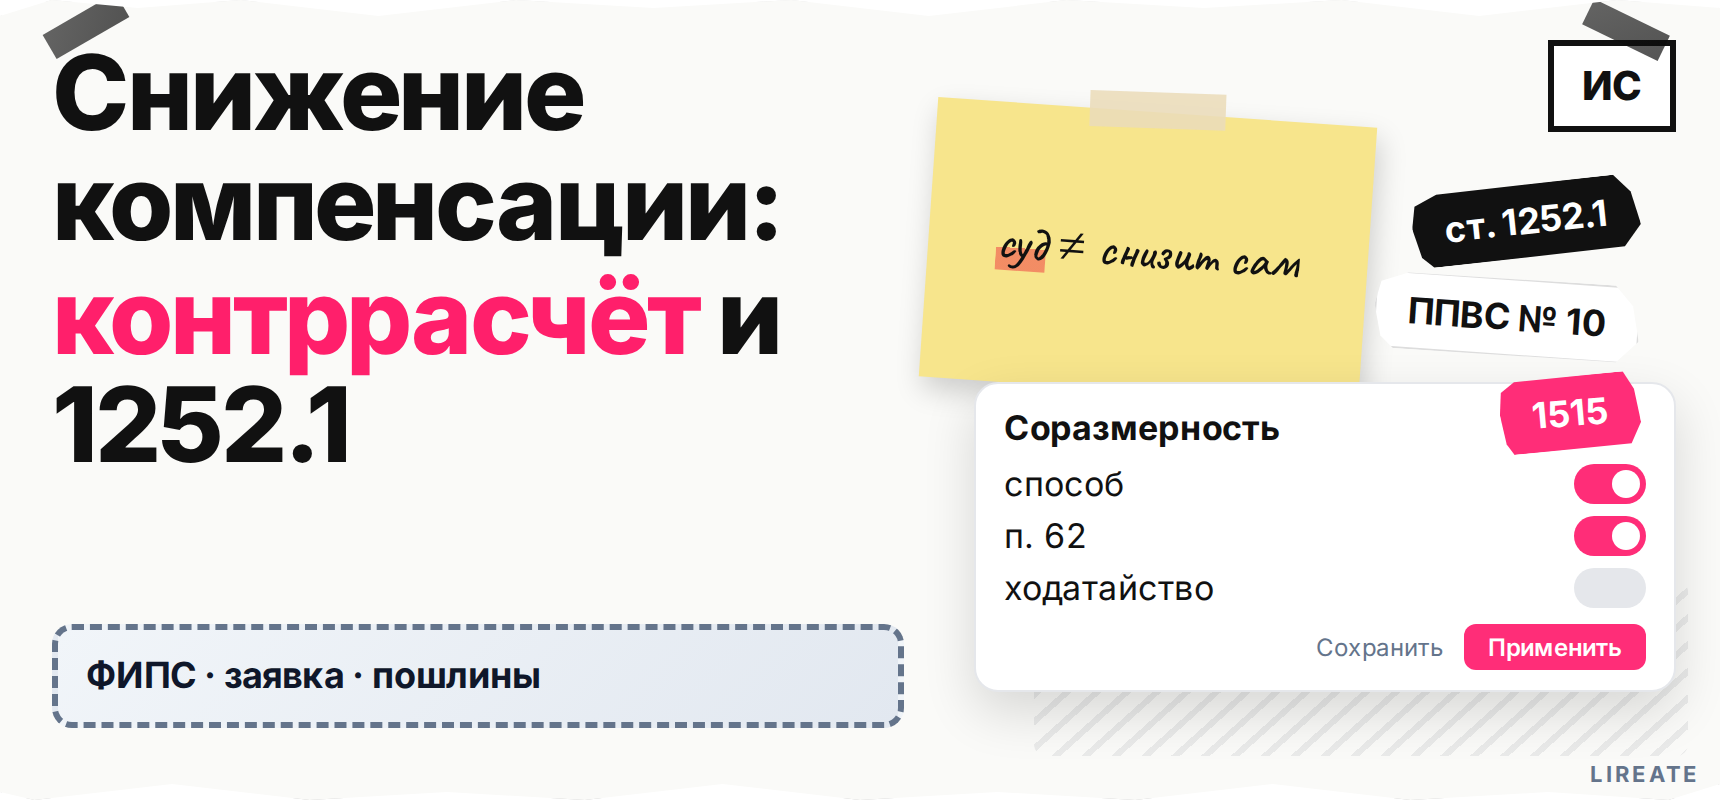 Снижение
компенсации:
контррасчёт и
1252.1
ФИПС · заявка · пошлины
ИС
суд ≠ снизит сам
ст. 1252.1
ППВС № 10
1515
Соразмерность
способ
п. 62
ходатайство
Сохранить
Применить
LIREATE